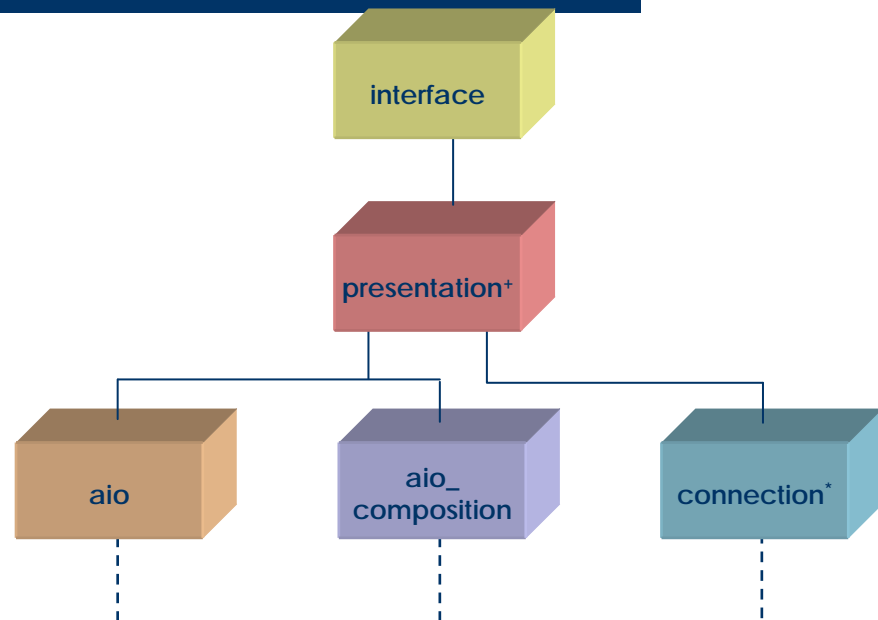 interface
presentation+
aio
aio_
composition
connection*